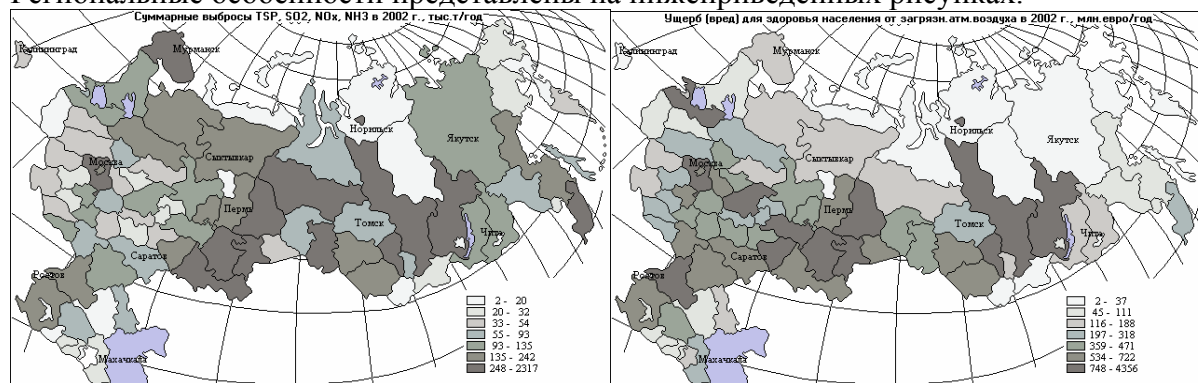 Региональные особенности представлены на нижеприведенных рисунках.
Суммарные выбросы TSP, SO2, NOx, NH3 в 2002 г., тыс.т/год
Калининград
Мурманск
Норильск
Якутск
Москва
Сыктывкар
Пермь
Томск
Чита
Саратов
Ростов
Махачкала
2 - 20
20 - 32
33 - 54
55 - 93
93 - 135
135 - 242
248 - 2317
Ущерб (вред) для здоровья населения от загрязн.атм.воздуха в 2002 г., млн.евро/год
Калининград
Мурманск
Норильск
Якутск
Москва
Сыктывкар
Пермь
Томск
Чита
Саратов
Ростов
Махачкала
2 - 37
45 - 111
116 - 188
197 - 318
359 - 471
534 - 722
748 - 4356